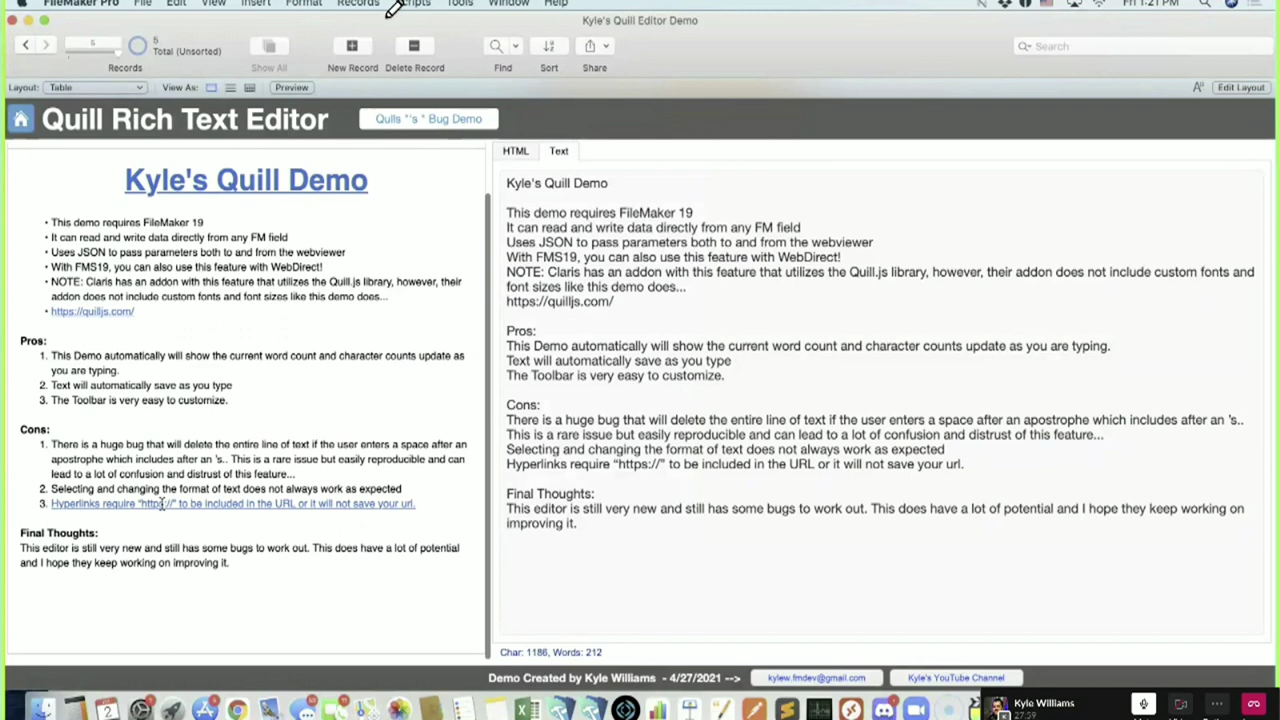 FileMaker Pro File Edit View Insert Format Records Scripts Tools Window Help Fri 1:21 PM
Kyle's Quill Editor Demo
5
5
Total (Unsorted)
Search
Records Show All New Record Delete Record Find Sort Share
Layout: Table View As: Preview Edit Layout
Quill Rich Text Editor
Quills "'s " Bug Demo
HTML Text
Kyle's Quill Demo
• This demo requires FileMaker 19
• It can read and write data directly from any FM field
• Uses JSON to pass parameters both to and from the webviewer
• With FMS19, you can also use this feature with WebDirect!
• NOTE: Claris has an addon with this feature that utilizes the Quill.js library, however, their
addon does not include custom fonts and font sizes like this demo does...
• https://quilljs.com/
Pros:
1. This Demo automatically will show the current word count and character counts update as
you are typing.
2. Text will automatically save as you type
3. The Toolbar is very easy to customize.
Cons:
1. There is a huge bug that will delete the entire line of text if the user enters a space after an
apostrophe which includes after an 's.. This is a rare issue but easily reproducible and can
lead to a lot of confusion and distrust of this feature...
2. Selecting and changing the format of text does not always work as expected
3. Hyperlinks require "https://" to be included in the URL or it will not save your url.
Final Thoughts:
This editor is still very new and still has some bugs to work out. This does have a lot of potential
and I hope they keep working on improving it.
Kyle's Quill Demo
This demo requires FileMaker 19
It can read and write data directly from any FM field
Uses JSON to pass parameters both to and from the webviewer
With FMS19, you can also use this feature with WebDirect!
NOTE: Claris has an addon with this feature that utilizes the Quill.js library, however, their addon does not include custom fonts and
font sizes like this demo does...
https://quilljs.com/
Pros:
This Demo automatically will show the current word count and character counts update as you are typing.
Text will automatically save as you type
The Toolbar is very easy to customize.
Cons:
There is a huge bug that will delete the entire line of text if the user enters a space after an apostrophe which includes after an 's..
This is a rare issue but easily reproducible and can lead to a lot of confusion and distrust of this feature...
Selecting and changing the format of text does not always work as expected
Hyperlinks require "https://" to be included in the URL or it will not save your url.
Final Thoughts:
This editor is still very new and still has some bugs to work out. This does have a lot of potential and I hope they keep working on
improving it.
Char: 1186, Words: 212
Demo Created by Kyle Williams - 4/27/2021 -->
kylew.fmdev@gmail.com
Kyle's YouTube Channel
Kyle Williams
27:59